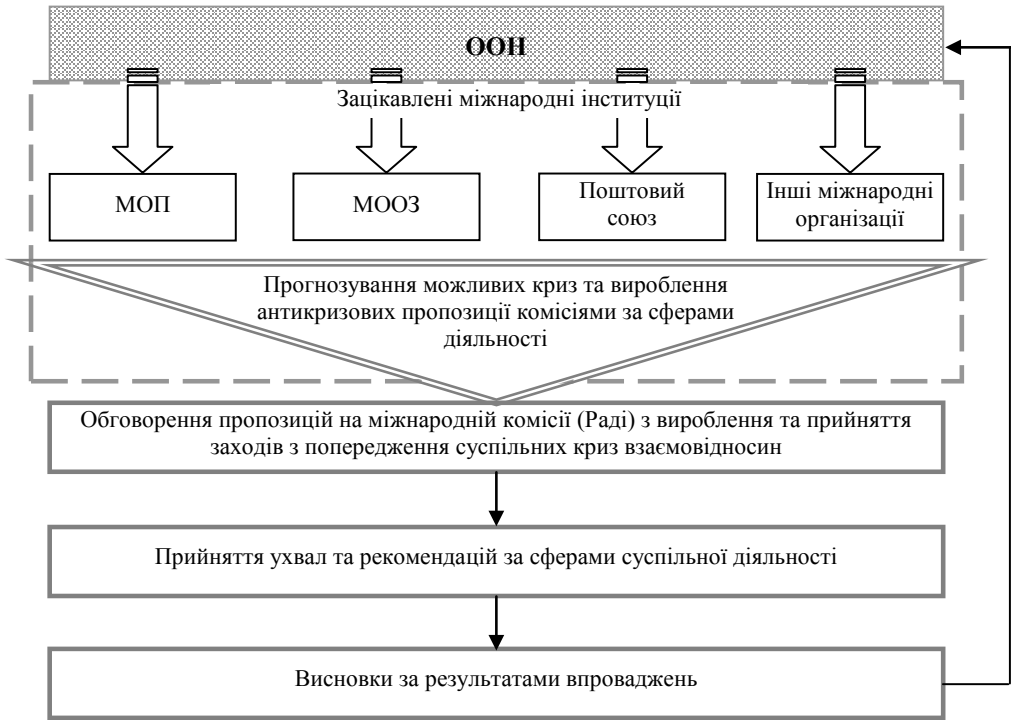 ООН
Зацікавлені міжнародні інституції
МОП
МООЗ
Поштовий
союз
Інші міжнародні
організації
Прогнозування можливих криз та вироблення
антикризових пропозиції комісіями за сферами
діяльності
Обговорення пропозицій на міжнародній комісії (Раді) з вироблення та прийняття
заходів з попередження суспільних криз взаємовідносин
Прийняття ухвал та рекомендацій за сферами суспільної діяльності
Висновки за результатами впроваджень